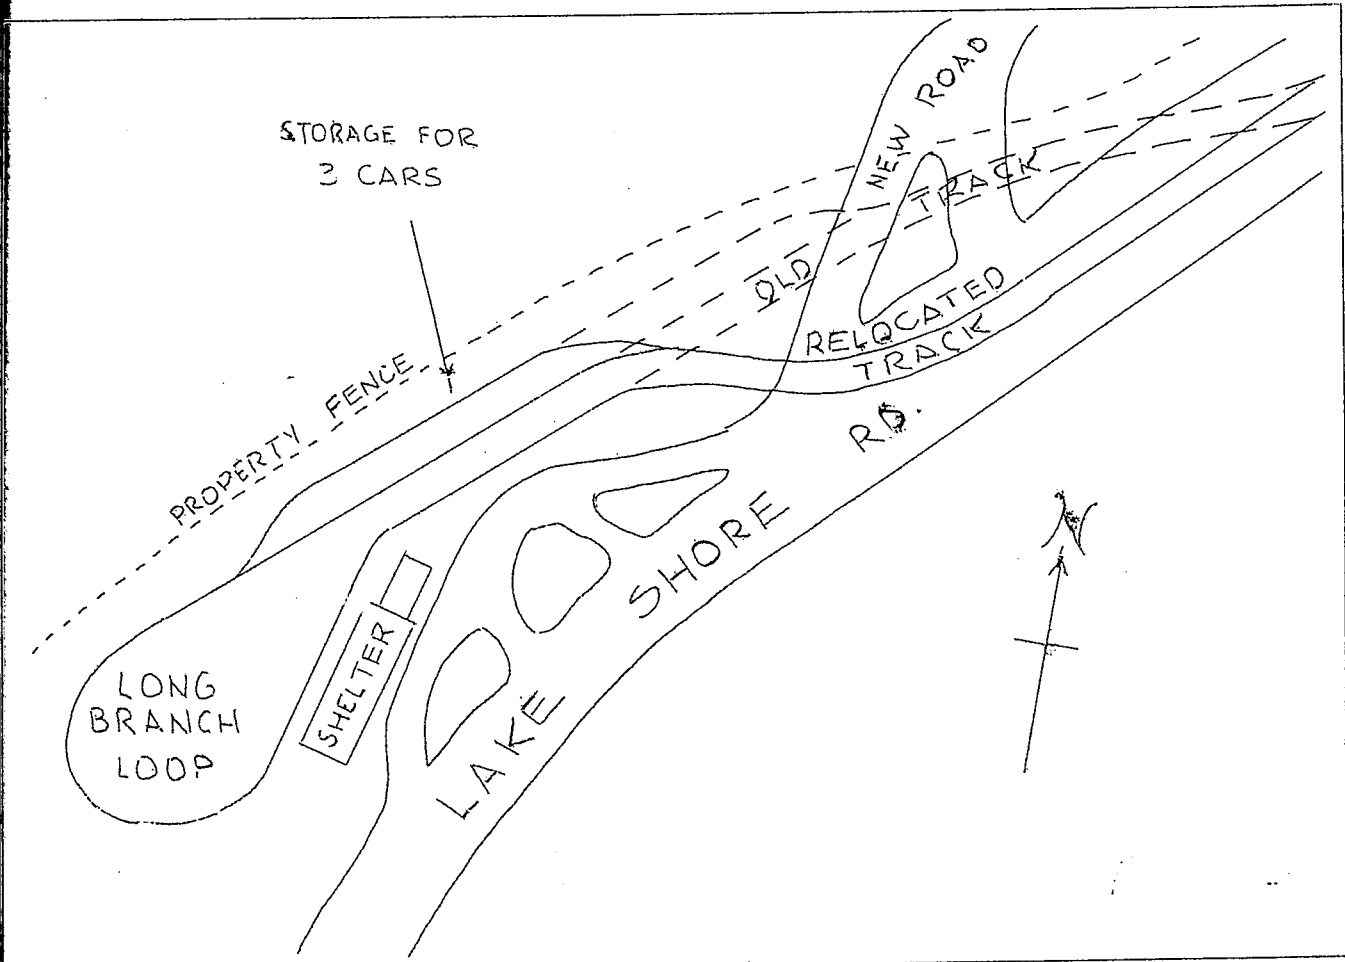 STORAGE FOR
3 CARS
NEW ROAD
OLD TRACK
RELOCATED
TRACK
PROPERTY FENCE
LAKE SHORE RD.
N
SHELTER
LONG
BRANCH
LOOP